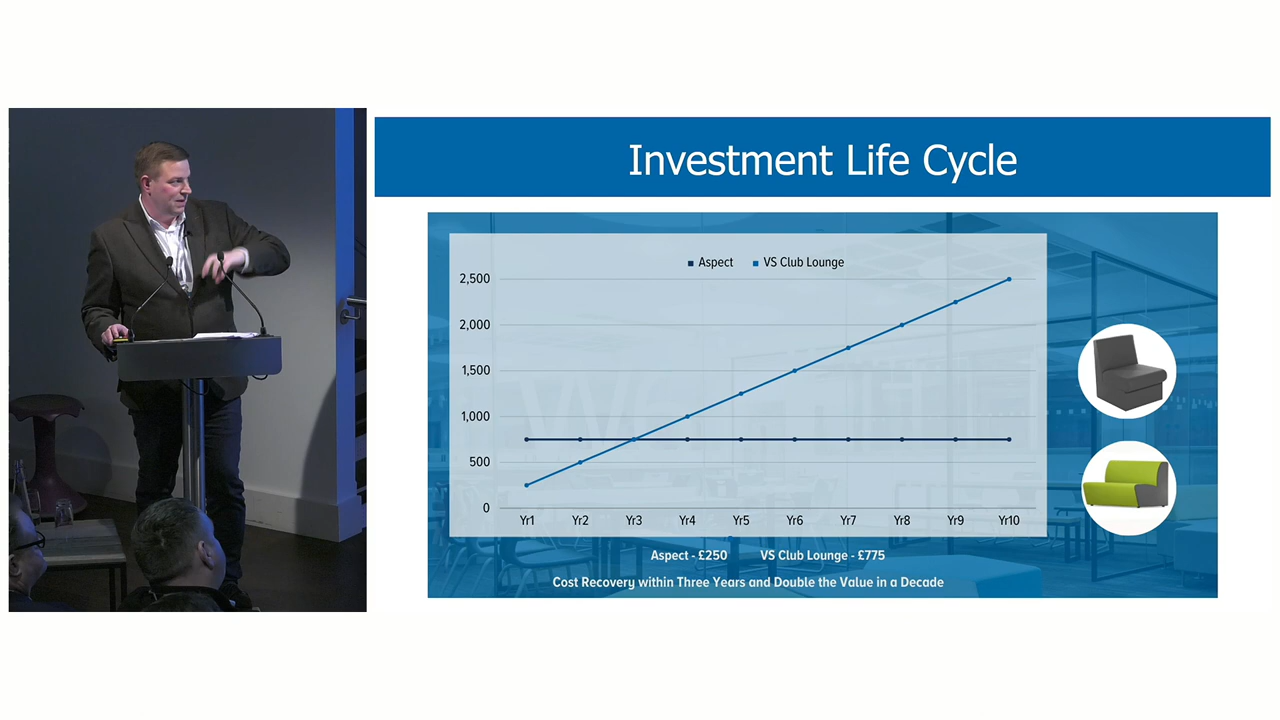 Investment Life Cycle
Aspect VS Club Lounge
2,500
2,000
1,500
1,000
500
0
Yr1 Yr2 Yr3 Yr4 Yr5 Yr6 Yr7 Yr8 Yr9 Yr10
Aspect - £250 VS Club Lounge - £775
Cost Recovery within Three Years and Double the Value in a Decade